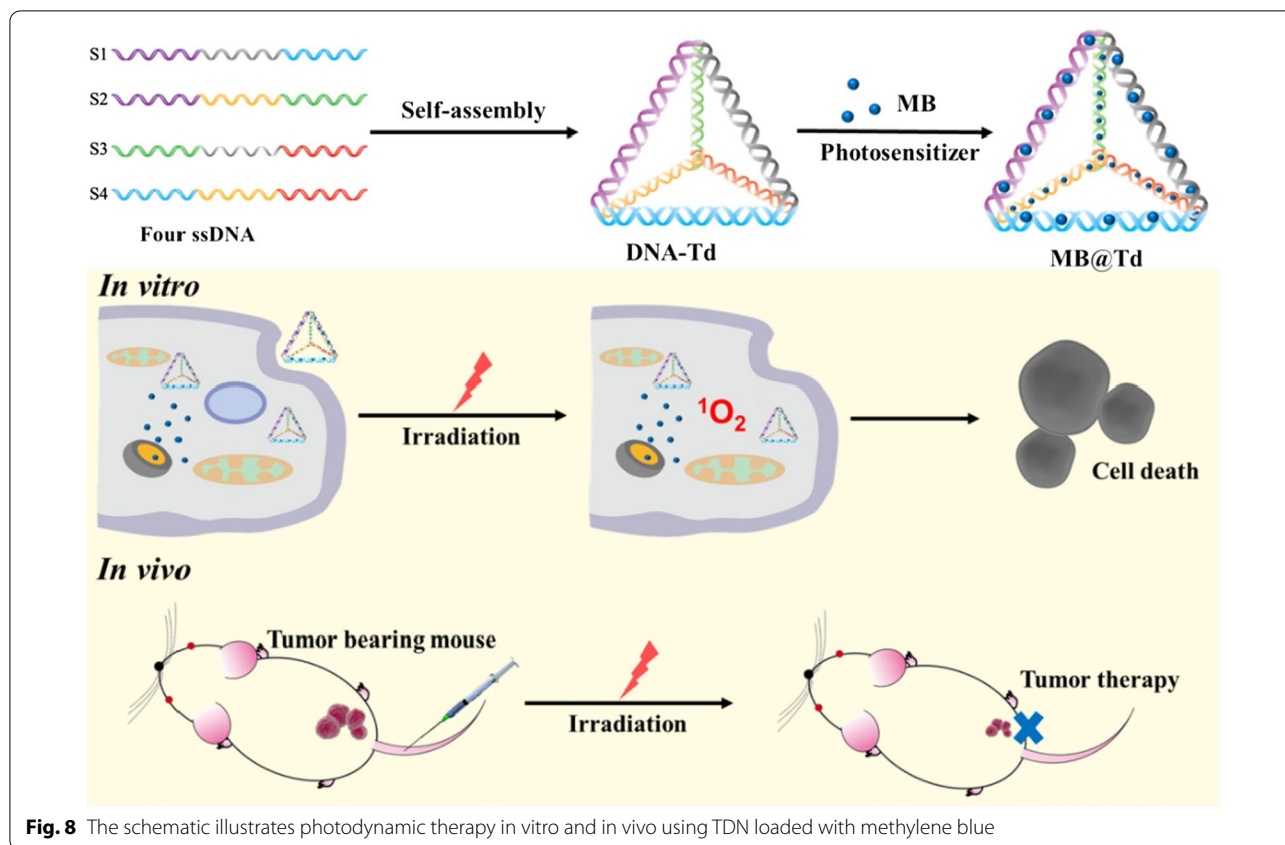 S1
S2
S3
S4
Four ssDNA
Self-assembly
DNA-Td
MB
Photosensitizer
MB@Td
In vitro
Irradiation
¹O₂
Cell death
In vivo
Tumor bearing mouse
Irradiation
Tumor therapy
Fig. 8 The schematic illustrates photodynamic therapy in vitro and in vivo using TDN loaded with methylene blue